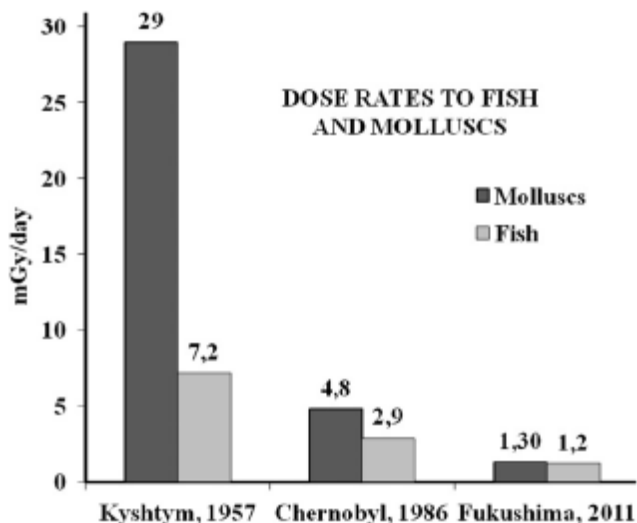 DOSE RATES TO FISH
AND MOLLUSCS
Molluscs
Fish
mGy/day
30
25
20
15
10
5
0
29
7,2
4,8
2,9
1,30
1,2
Kyshtym, 1957
Chernobyl, 1986
Fukushima, 2011